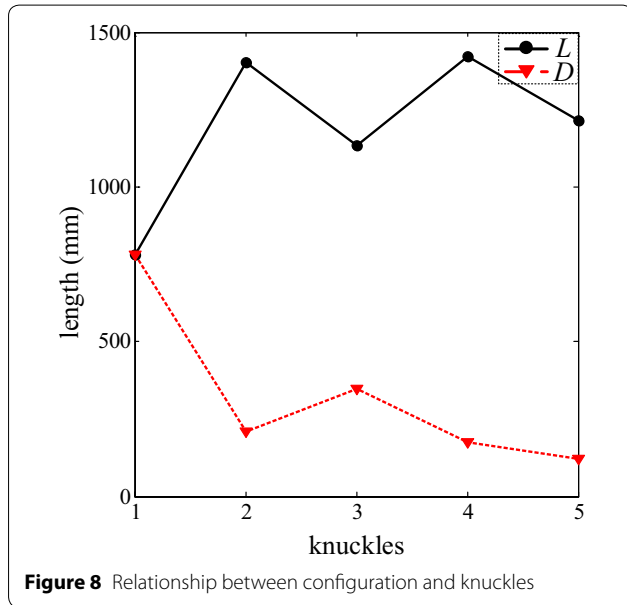 1500
L
D
1000
length (mm)
500
0
1 2 3 4 5
knuckles
Figure 8 Relationship between configuration and knuckles